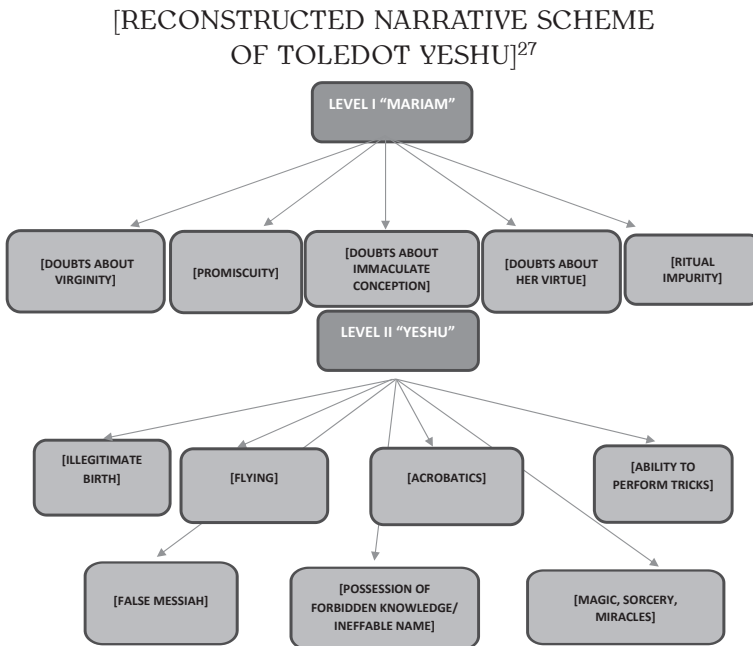 [RECONSTRUCTED NARRATIVE SCHEME
OF TOLEDOT YESHU]27
LEVEL I “MARIAM”
[DOUBTS ABOUT
VIRGINITY]
[PROMISCUITY]
[DOUBTS ABOUT
IMMACULATE
CONCEPTION]
[DOUBTS ABOUT
HER VIRTUE]
[RITUAL
IMPURITY]
LEVEL II “YESHU”
[ILLEGITIMATE
BIRTH]
[FLYING]
[ACROBATICS]
[ABILITY TO
PERFORM TRICKS]
[FALSE MESSIAH]
[POSSESSION OF
FORBIDDEN KNOWLEDGE/
INEFFABLE NAME]
[MAGIC, SORCERY,
MIRACLES]